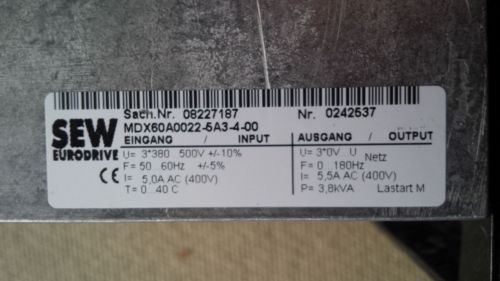 Sach.Nr. 08227187 Nr. 0242537
SEW
EURODRIVE
CE
MDX60A0022-5A3-4-00
EINGANG / INPUT AUSGANG / OUTPUT
U= 3*380...500V +/-10% U= 3*0V...U Netz
F= 50...60Hz +/-5% F= 0...180Hz
I= 5,0A AC (400V) I= 5,5A AC (400V)
T= 0...40 C P= 3,8kVA Lastart M